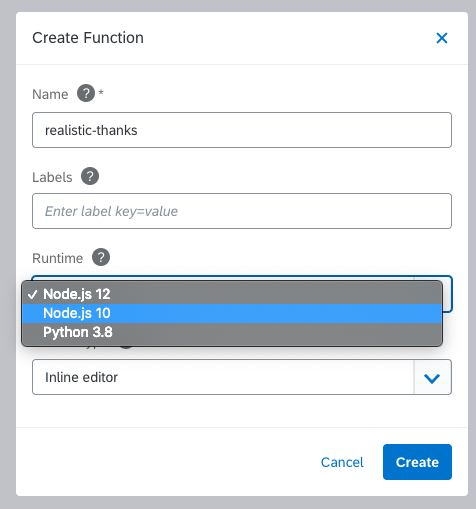 Create Function
Name ? *
realistic-thanks
Labels ?
Enter label key=value
Runtime ?
✓ Node.js 12
Node.js 10
Python 3.8
Inline editor
Cancel
Create